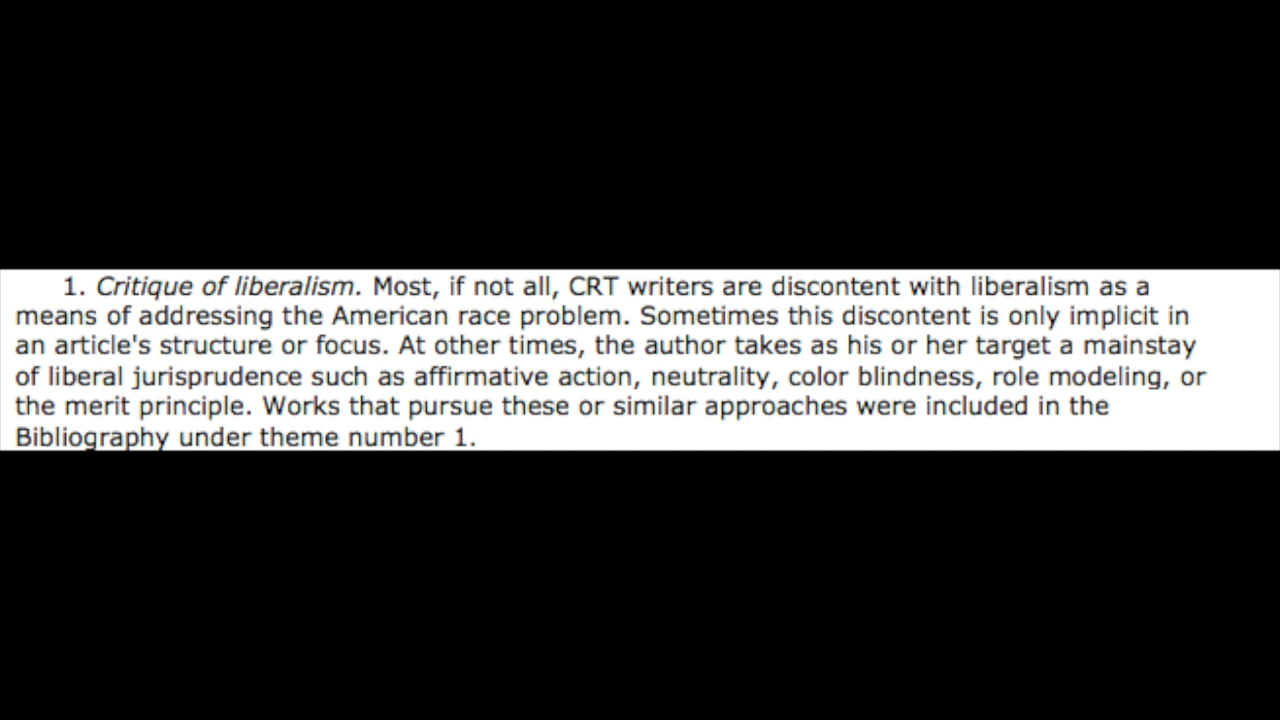 1. Critique of liberalism. Most, if not all, CRT writers are discontent with liberalism as a
means of addressing the American race problem. Sometimes this discontent is only implicit in
an article's structure or focus. At other times, the author takes as his or her target a mainstay
of liberal jurisprudence such as affirmative action, neutrality, color blindness, role modeling, or
the merit principle. Works that pursue these or similar approaches were included in the
Bibliography under theme number 1.